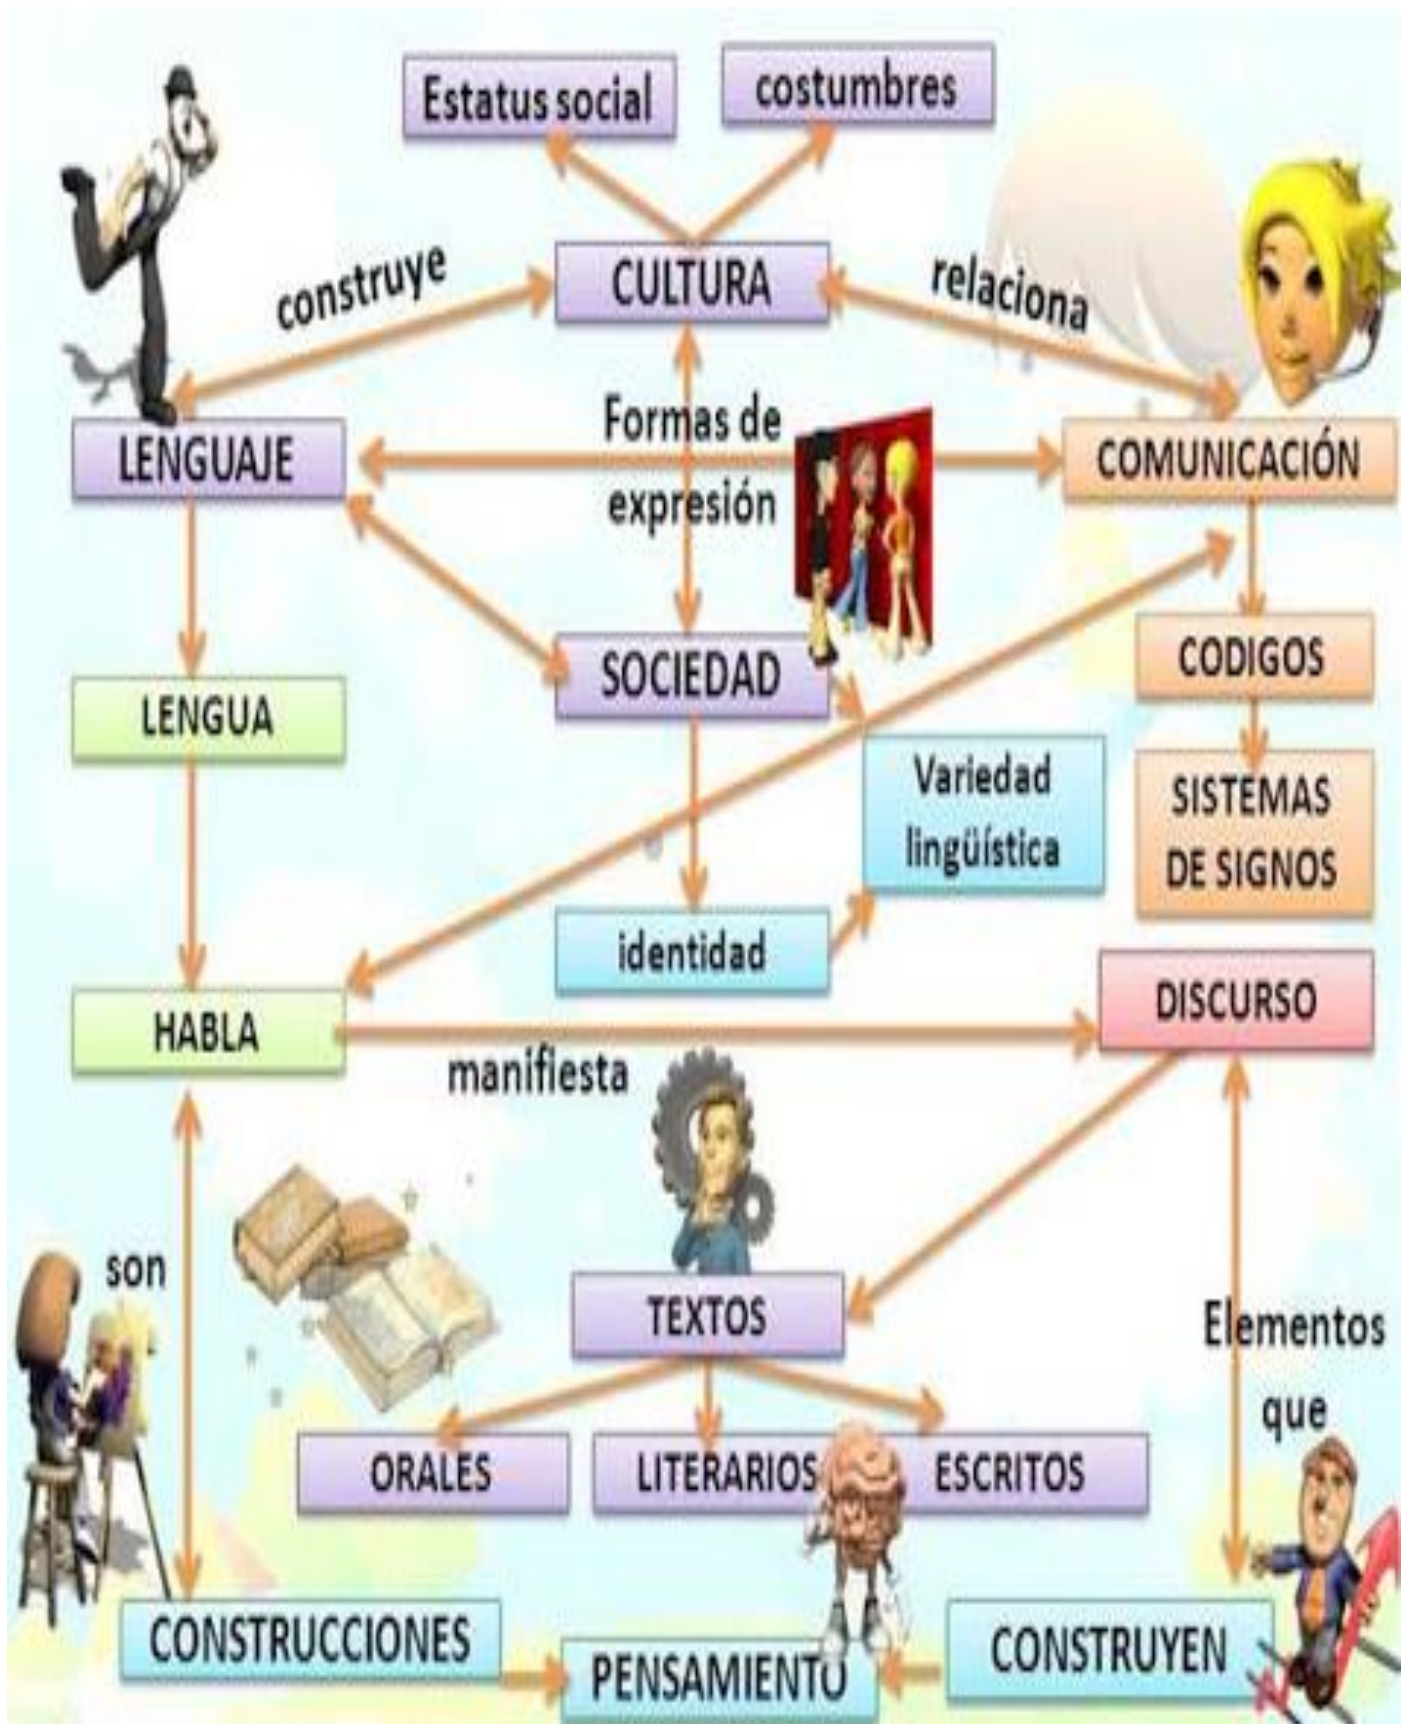 Estatus social
costumbres
construye
CULTURA
relaciona
LENGUAJE
Formas de
expresión
COMUNICACIÓN
LENGUA
SOCIEDAD
CODIGOS
Variedad
lingüística
SISTEMAS
DE SIGNOS
identidad
HABLA
DISCURSO
manifiesta
son
TEXTOS
Elementos
que
ORALES
LITERARIOS
ESCRITOS
CONSTRUCCIONES
PENSAMIENTO
CONSTRUYEN